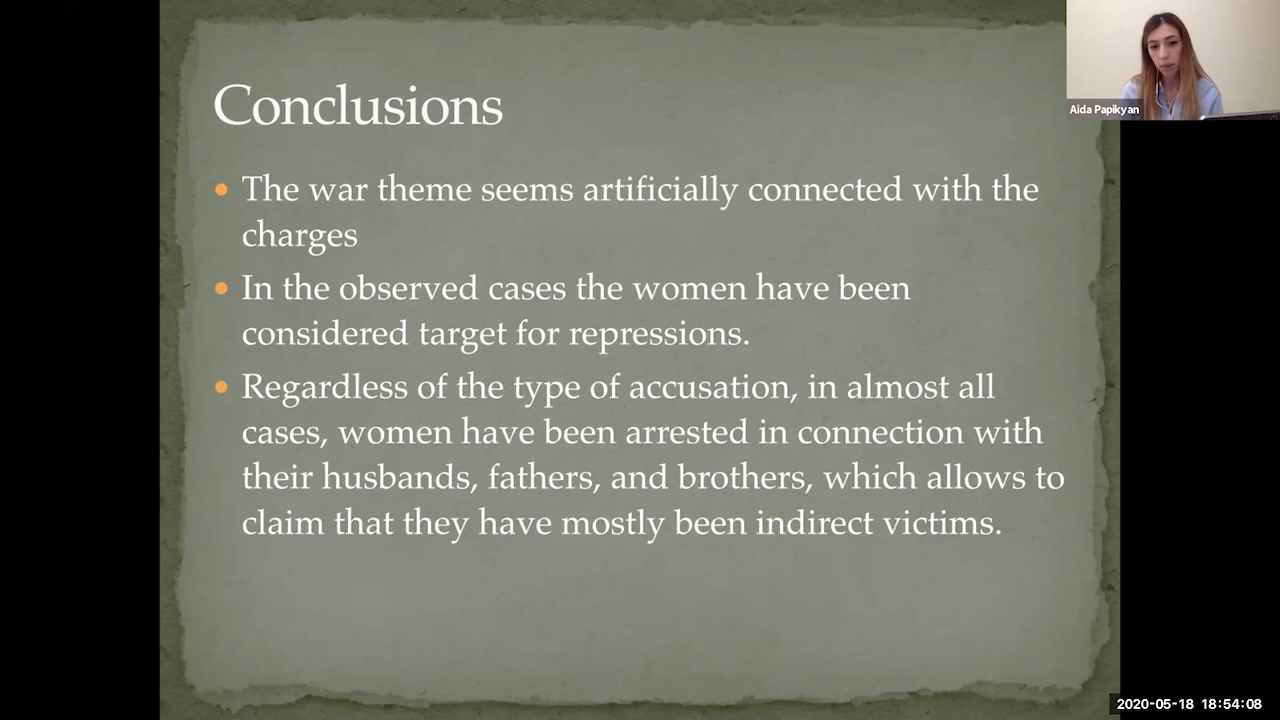 Conclusions
The war theme seems artificially connected with the
charges
In the observed cases the women have been
considered target for repressions.
Regardless of the type of accusation, in almost all
cases, women have been arrested in connection with
their husbands, fathers, and brothers, which allows to
claim that they have mostly been indirect victims.
Aida Papikyan
2020-05-18 18:54:08